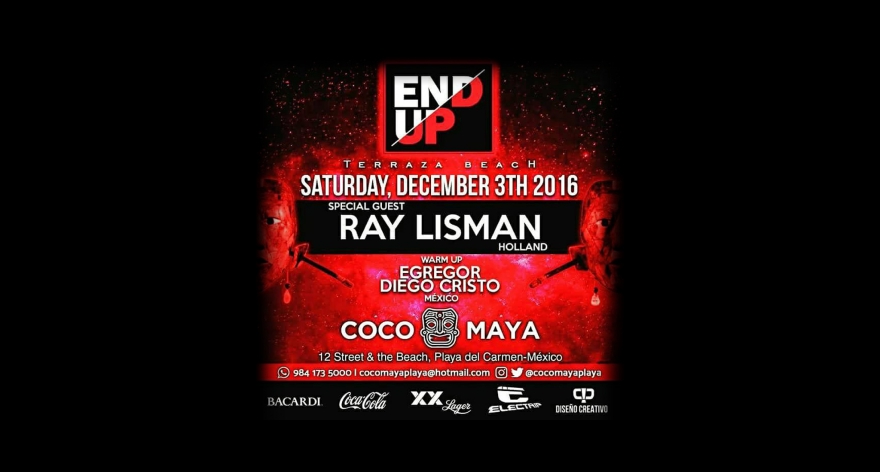 END
UP
TERRAZA BEACH
SATURDAY, DECEMBER 3TH 2016
SPECIAL GUEST
RAY LISMAN
HOLLAND
WARM UP
EGREGOR
DIEGO CRISTO
MÉXICO
COCO MAYA
12 Street & the Beach, Playa del Carmen-México
984 173 5000 I cocomayaplaya@hotmail.com @cocomayaplaya
BACARDI. Coca-Cola XX Lager ELECTRIP DISEÑO CREATIVO